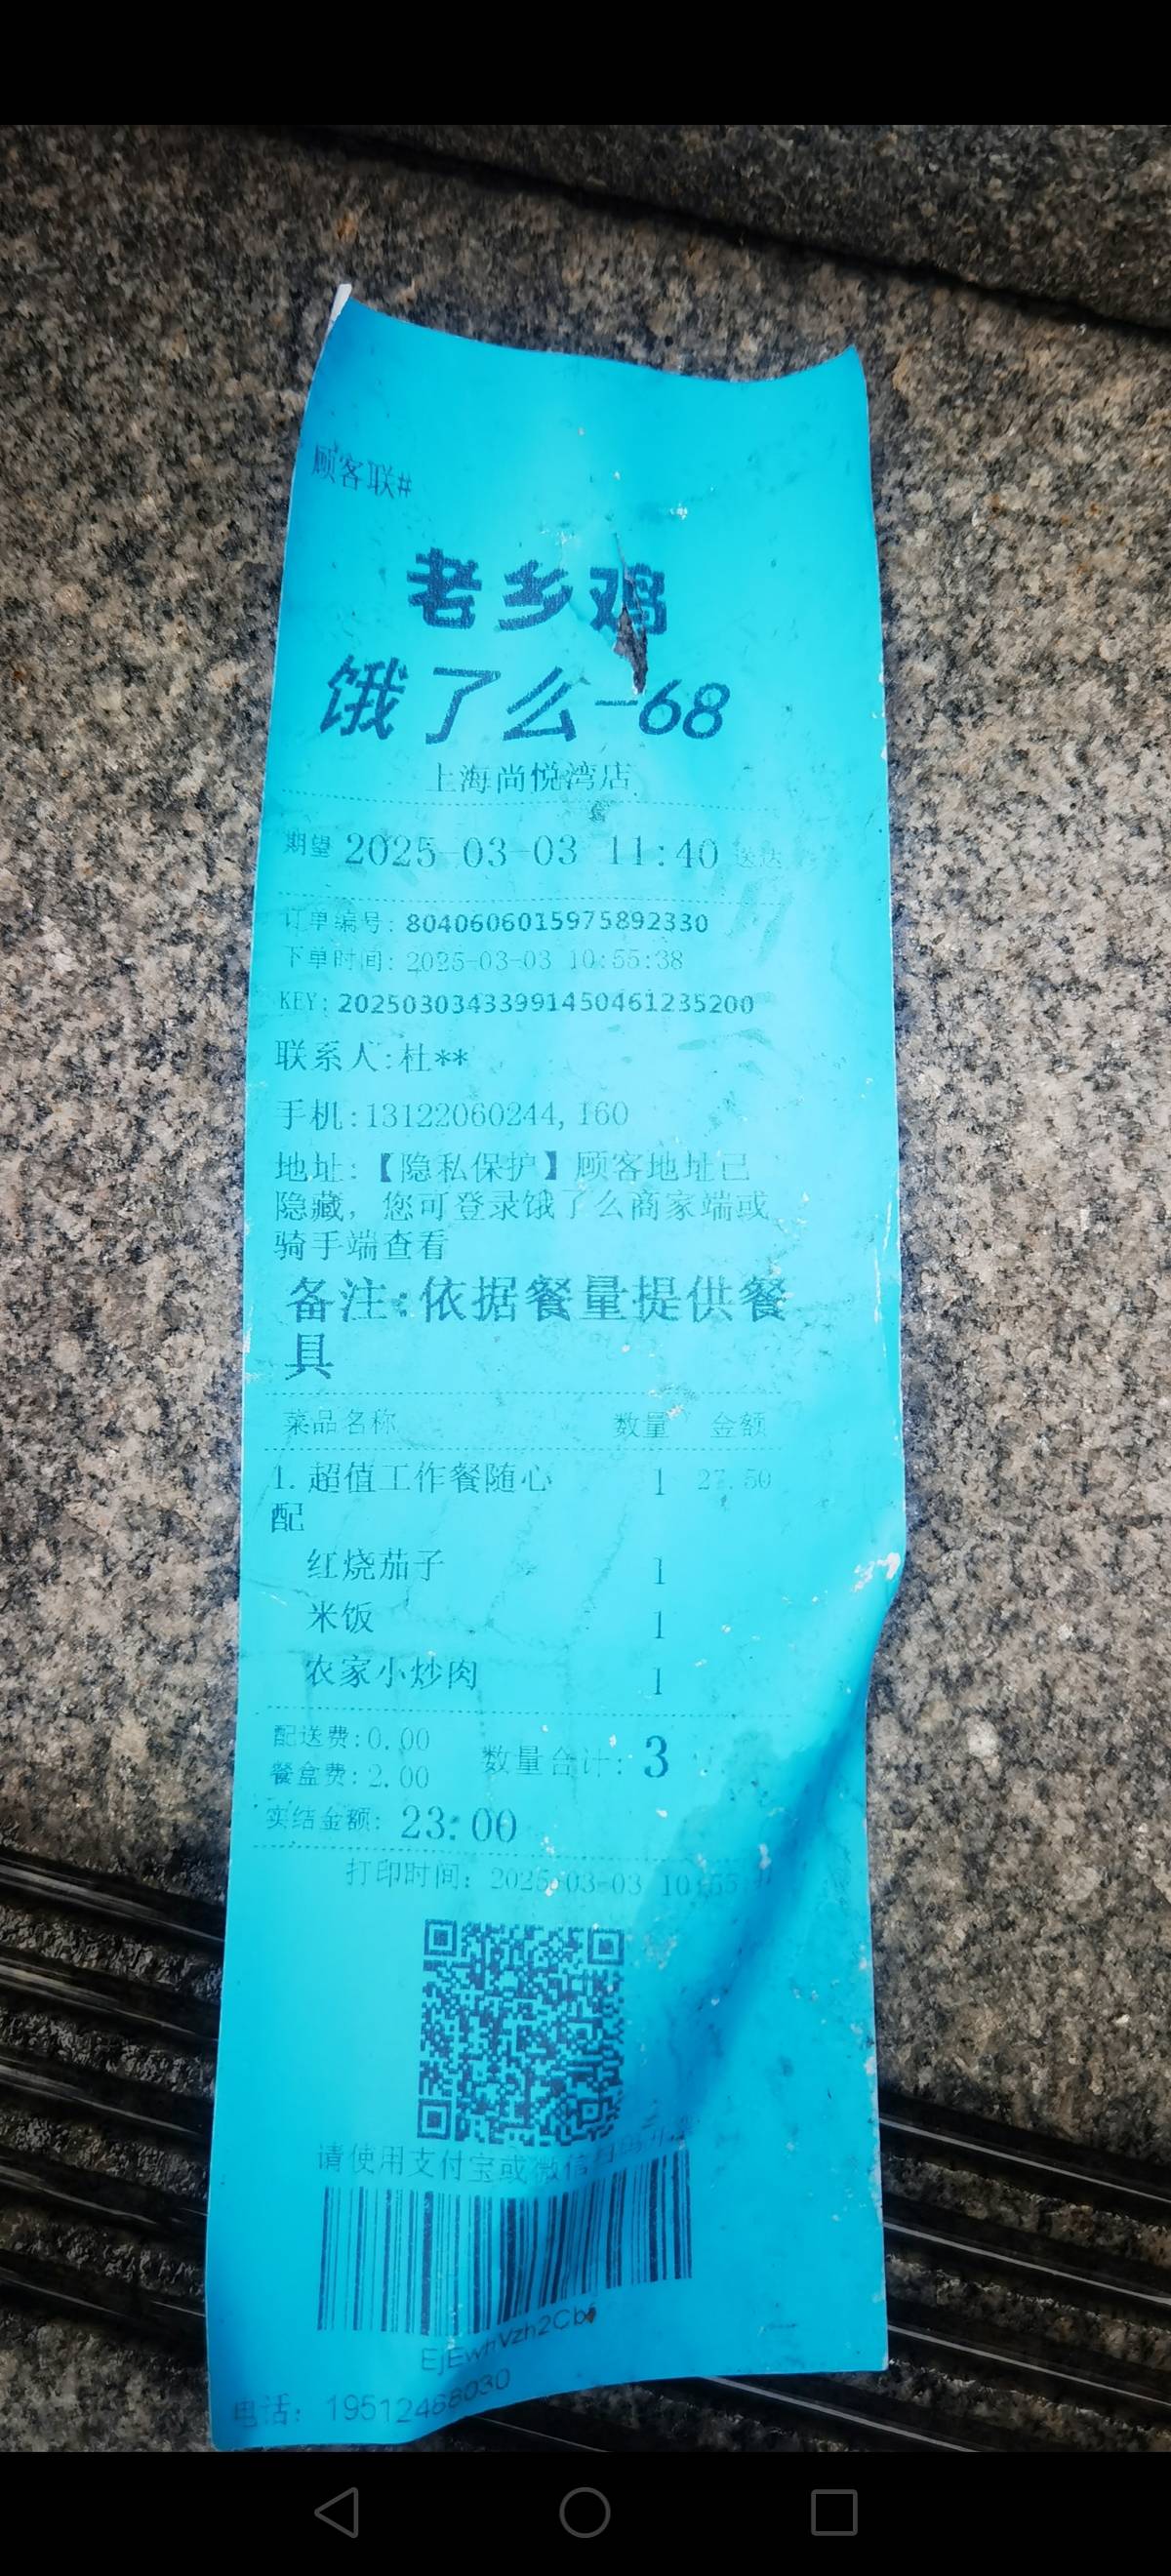 顾客联#
老乡鸡
饿了么-68
上海尚悦湾店
期望 2025-03-03 11:40 送达
订单编号: 8040606015975892330
下单时间: 2025-03-03 10:55:38
KEY: 20250303433991450461235200
联系人:杜**
手机:13122060244, 160
地址:【隐私保护】顾客地址已
隐藏, 您可登录饿了么商家端或
骑手端查看
备注:依据餐量提供餐
具
菜品名称 数量 金额
1. 超值工作餐随心 1 27.50
配
红烧茄子 1
米饭 1
农家小炒肉 1
配送费:0.00
餐盒费:2.00
数量合计: 3
实结金额: 23.00
打印时间: 2025-03-03 10:55
请使用支付宝或微信扫码开票
电话: 19512468030